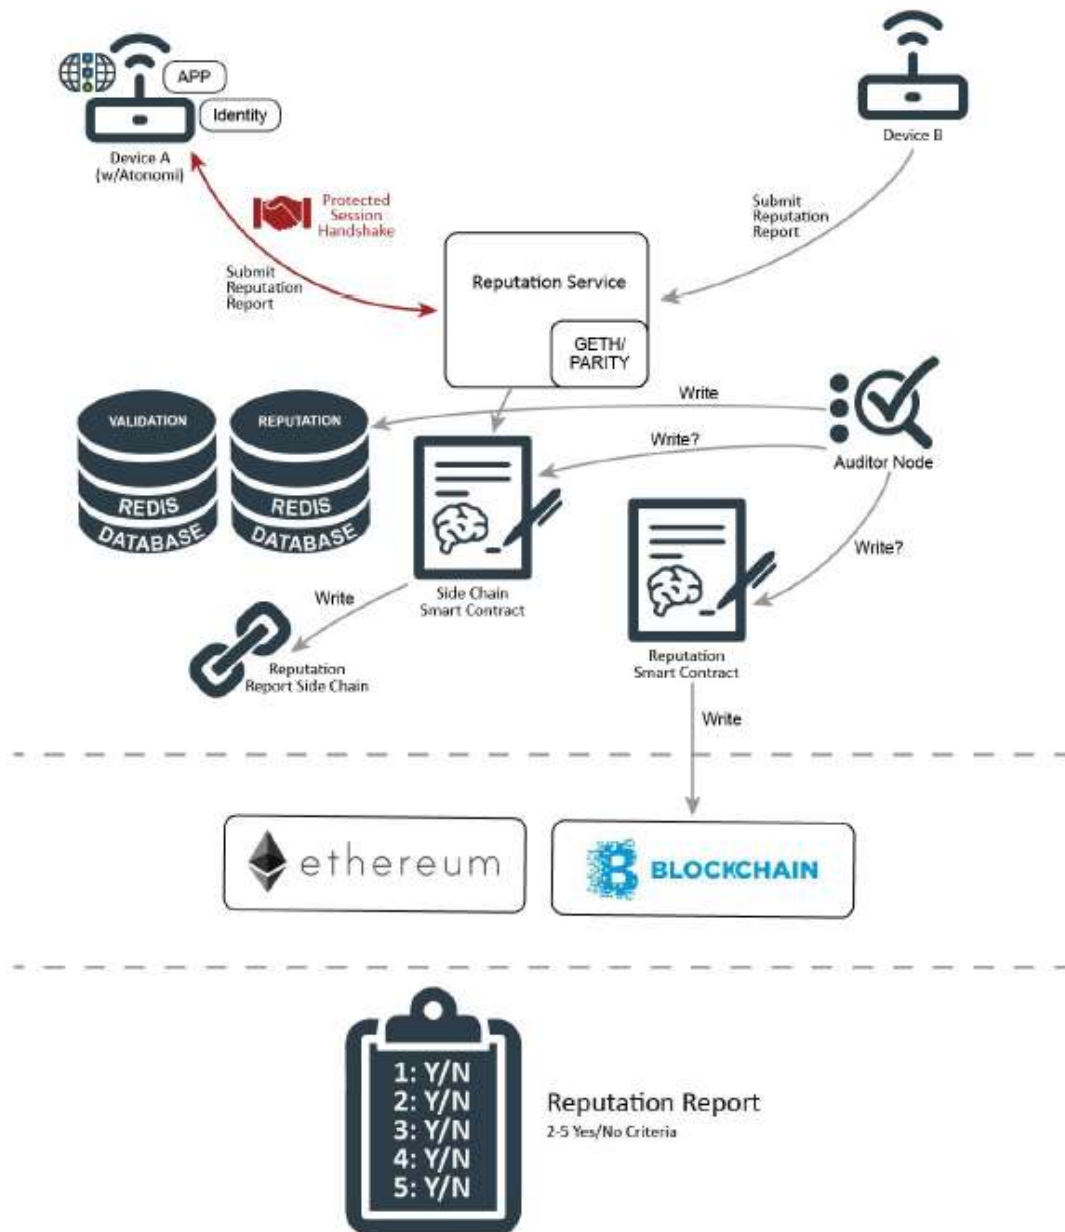 APP
Identity
Device A
(w/Atonomi)
Device B
Protected
Session
Handshake
Submit
Reputation
Report
Submit
Reputation
Report
Reputation Service
GETH/
PARITY
VALIDATION
REDIS
DATABASE
REPUTATION
REDIS
DATABASE
Write
Write?
Auditor Node
Write?
Side Chain
Smart Contract
Write
Reputation
Report Side Chain
Reputation
Smart Contract
Write
ethereum
BLOCKCHAIN
1: Y/N
2: Y/N
3: Y/N
4: Y/N
5: Y/N
Reputation Report
2-5 Yes/No Criteria